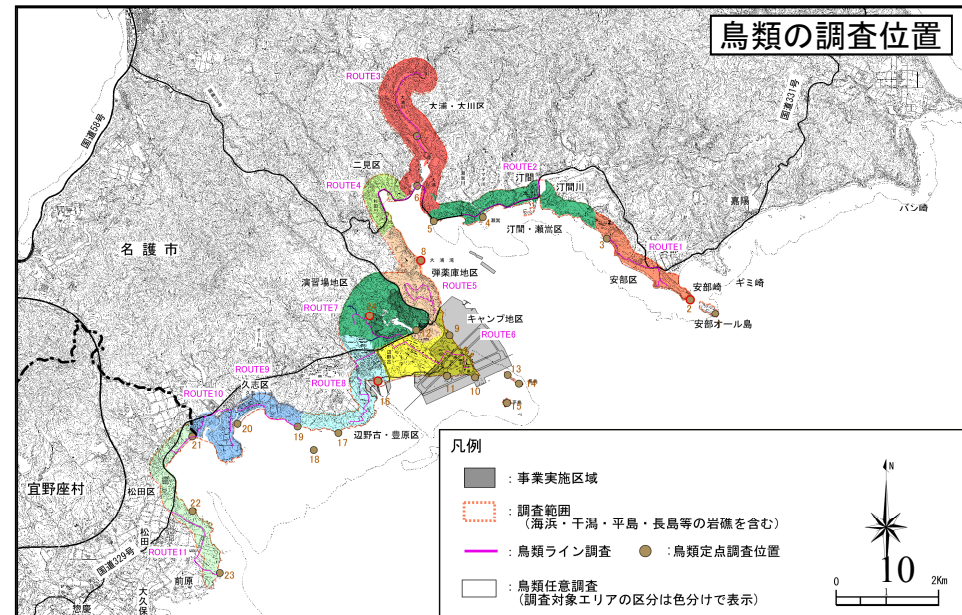 鳥類の調査位置
ROUTE3
大浦・大川区
国道58号
国道331号
二見区
ROUTE2
汀間
汀間川
ROUTE4
6
5
4
嘉陽
バン崎
汀間・瀬嵩区
3
名護市
ROUTE1
8
大浦湾
弾薬庫地区
安部区
安部崎
ギミ崎
演習場地区
ROUTE5
2
安部オール島
ROUTE7
キャンプ地区
9
ROUTE6
ROUTE9
久志区
ROUTE8
13
ROUTE10
11
10
16
20
19
17
辺野古・豊原区
21
18
宜野座村
松田区
22
松田
国道329号
ROUTE11
前原
23
惣慶
大久保
凡例
:事業実施区域
:調査範囲
(海浜・干潟・平島・長島等の岩礁を含む)
:鳥類ライン調査
:鳥類定点調査位置
:鳥類任意調査
(調査対象エリアの区分は色分けで表示)
N
10
0
2Km